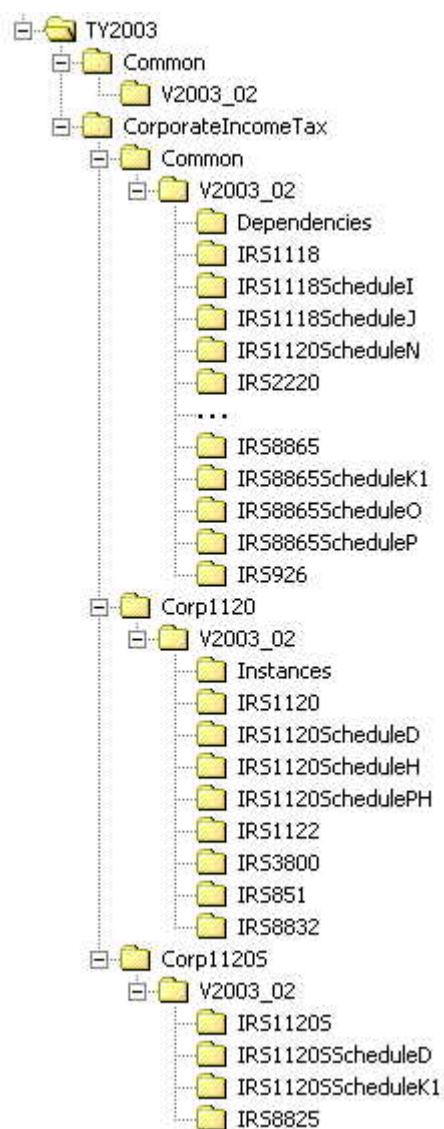 TY2003
Common
V2003_02
CorporateIncomeTax
Common
V2003_02
Dependencies
IRS1118
IRS1118ScheduleI
IRS1118ScheduleJ
IRS1120ScheduleN
IRS2220
...
IRS8865
IRS8865ScheduleK1
IRS8865ScheduleO
IRS8865ScheduleP
IRS926
Corp1120
V2003_02
Instances
IRS1120
IRS1120ScheduleD
IRS1120ScheduleH
IRS1120SchedulePH
IRS1122
IRS3800
IRS851
IRS8832
Corp1120S
V2003_02
IRS1120S
IRS1120SScheduleD
IRS1120SScheduleK1
IRS8825